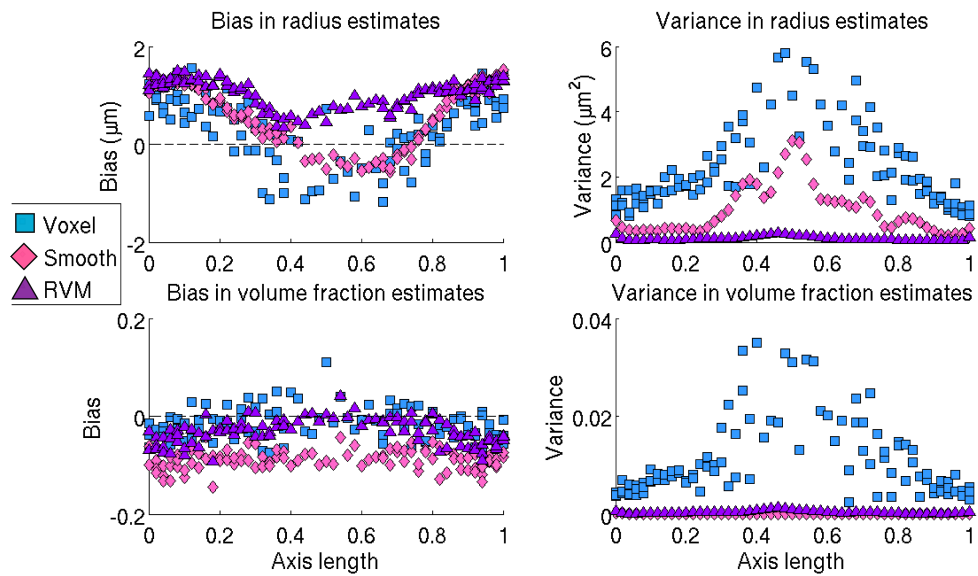 Bias in radius estimates
Variance in radius estimates
2
0
-2
Bias (μm)
0 0.2 0.4 0.6 0.8 1
6
4
2
0
Variance (μm²)
0 0.2 0.4 0.6 0.8 1
Voxel
Smooth
RVM
Bias in volume fraction estimates
Variance in volume fraction estimates
0.2
0
-0.2
Bias
0 0.2 0.4 0.6 0.8 1
Axis length
0.04
0.02
0
Variance
0 0.2 0.4 0.6 0.8 1
Axis length